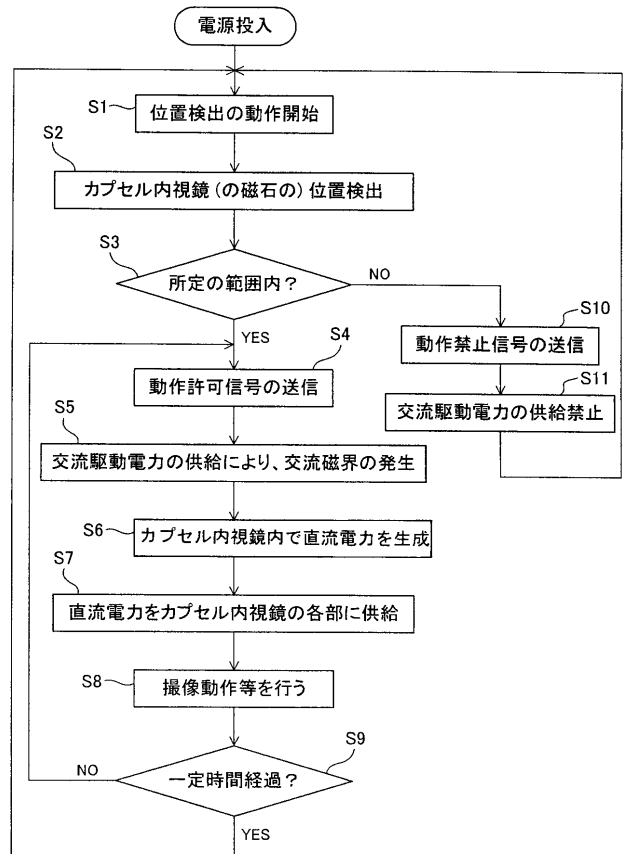 電源投入
S1
位置検出の動作開始
S2
カプセル内視鏡(の磁石の)位置検出
S3
所定の範囲内?
NO
YES
S10
動作禁止信号の送信
S11
交流駆動電力の供給禁止
S4
動作許可信号の送信
S5
交流駆動電力の供給により、交流磁界の発生
S6
カプセル内視鏡内で直流電力を生成
S7
直流電力をカプセル内視鏡の各部に供給
S8
撮像動作等を行う
S9
一定時間経過?
NO
YES